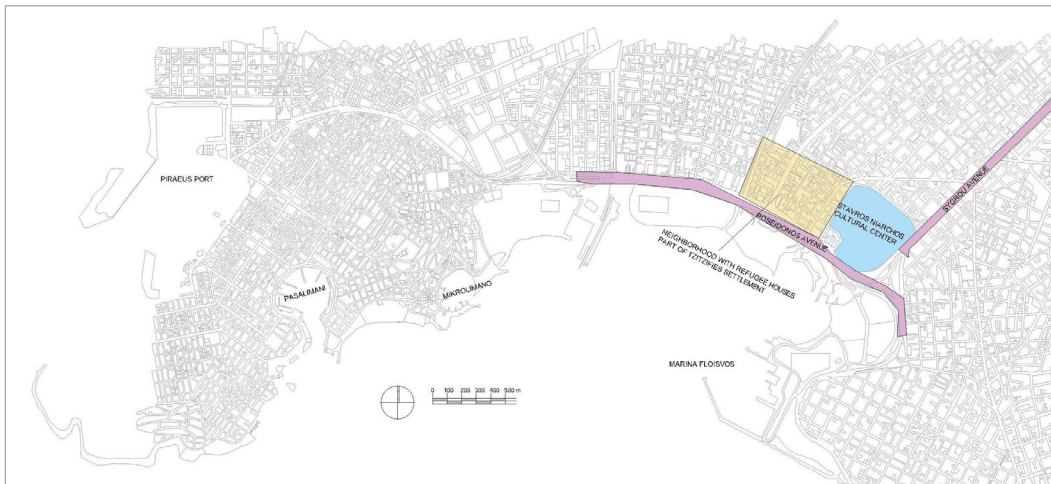 PIRAEUS PORT
PASALIMANI
MIKROLIMANO
NEIGHBORHOOD WITH REFUGEE HOUSES
PART OF TZITZIFIES SETTLEMENT
POSEIDONOS AVENUE
STAVROS NIARCHOS
CULTURAL CENTER
SYGROU AVENUE
MARINA FLOISVOS
0 100 200 300 400 500 m